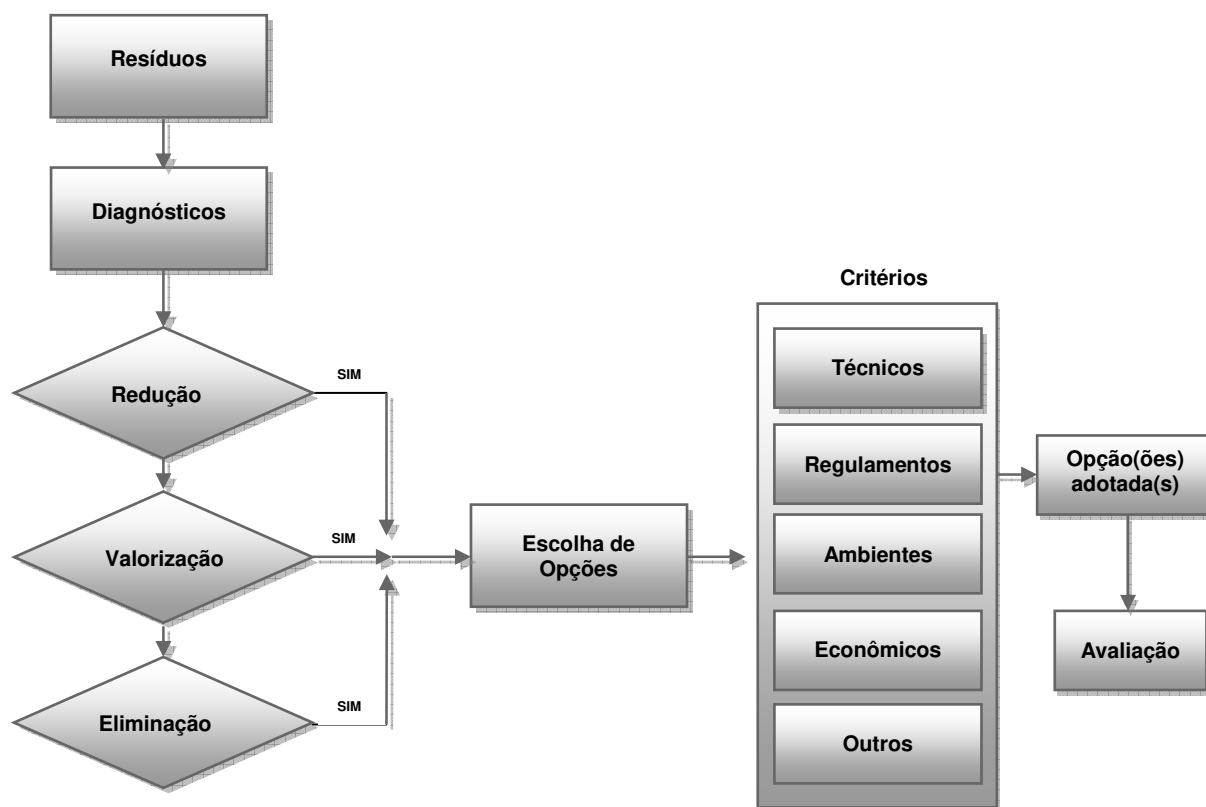 Resíduos
Diagnósticos
Redução
SIM
Valorização
SIM
Eliminação
SIM
Escolha de
Opções
Critérios
Técnicos
Regulamentos
Ambientes
Econômicos
Outros
Opção(ões)
adotada(s)
Avaliação